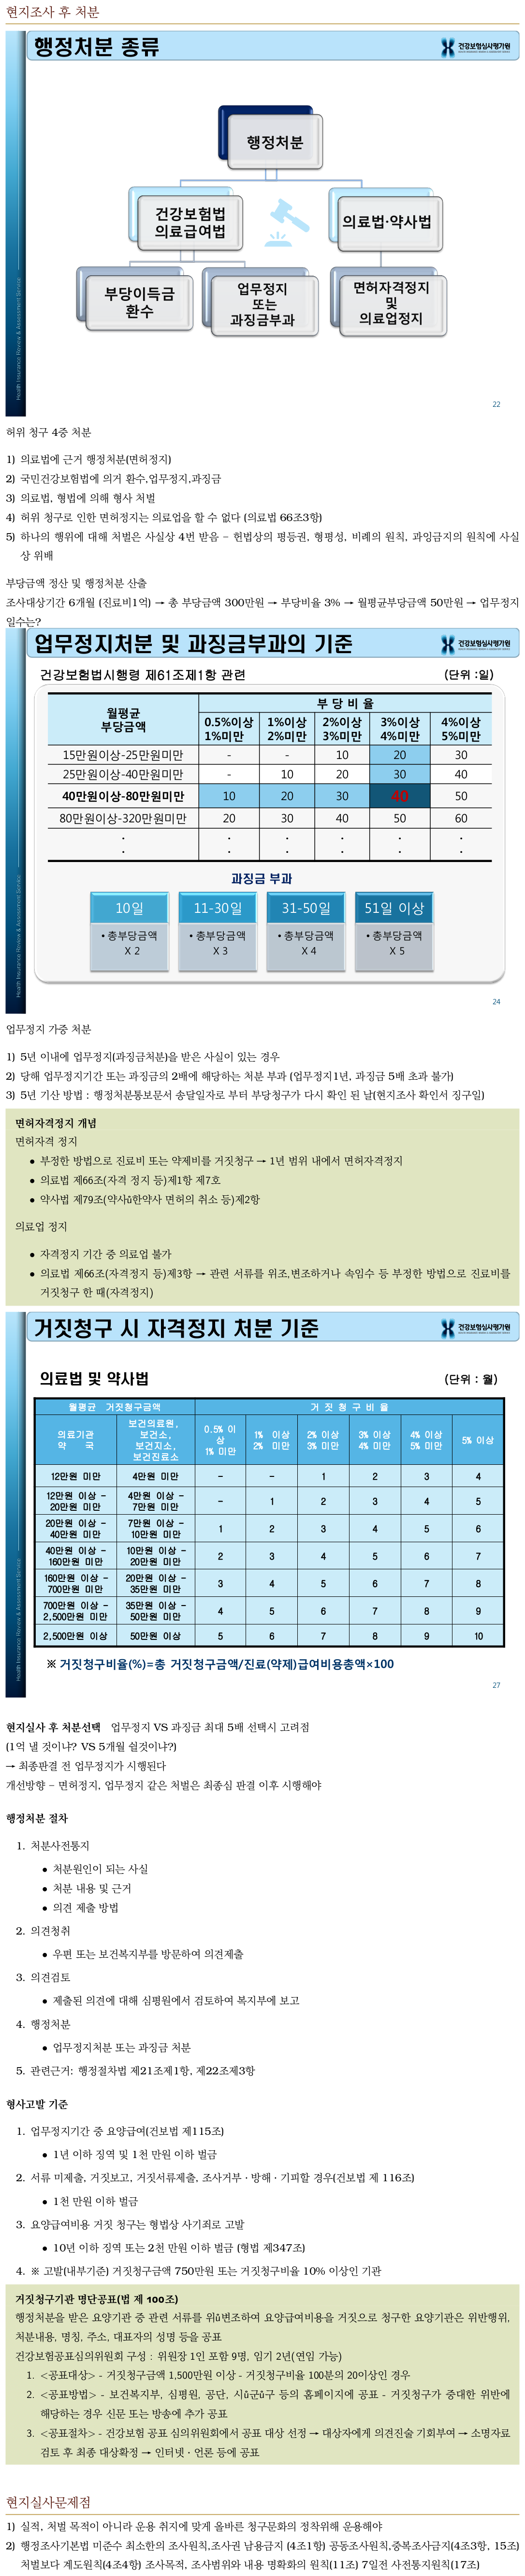 현지조사 후 처분
행정처분 종류
건강보험심사평가원
행정처분
건강보험법
의료급여법
의료법·약사법
부당이득금
환수
업무정지
또는
과징금부과
면허자격정지
및
의료업정지
Health Insurance Review & Assessment Service
22
허위 청구 4중 처분
1) 의료법에 근거 행정처분(면허정지)
2) 국민건강보험법에 의거 환수,업무정지,과징금
3) 의료법, 형법에 의해 형사 처벌
4) 허위 청구로 인한 면허정지는 의료업을 할 수 없다 (의료법 66조3항)
5) 하나의 행위에 대해 처벌은 사실상 4번 받음 – 헌법상의 평등권, 형평성, 비례의 원칙, 과잉금지의 원칙에 사실
상 위배
부당금액 정산 및 행정처분 산출
조사대상기간 6개월 (진료비1억) → 총 부당금액 300만원 → 부당비율 3% → 월평균부당금액 50만원 → 업무정지
일수는?
업무정지처분 및 과징금부과의 기준
건강보험심사평가원
건강보험법시행령 제61조제1항 관련 (단위 :일)
월평균 부당금액 부 당 비 율
0.5%이상 1%미만 1%이상 2%미만 2%이상 3%미만 3%이상 4%미만 4%이상 5%미만
15만원이상-25만원미만 - - 10 20 30
25만원이상-40만원미만 - 10 20 30 40
40만원이상-80만원미만 10 20 30 40 50
80만원이상-320만원미만 20 30 40 50 60
. . . . . .
. . . . . .
과징금 부과
10일 11-30일 31-50일 51일 이상
• 총부당금액 • 총부당금액 • 총부당금액 • 총부당금액
X 2 X 3 X 4 X 5
Health Insurance Review & Assessment Service
24
업무정지 가중 처분
1) 5년 이내에 업무정지(과징금처분)을 받은 사실이 있는 경우
2) 당해 업무정지기간 또는 과징금의 2배에 해당하는 처분 부과 (업무정지1년, 과징금 5배 초과 불가)
3) 5년 기산 방법 : 행정처분통보문서 송달일자로 부터 부당청구가 다시 확인 된 날(현지조사 확인서 징구일)
면허자격정지 개념
면허자격 정지
• 부정한 방법으로 진료비 또는 약제비를 거짓청구 → 1년 범위 내에서 면허자격정지
• 의료법 제66조(자격 정지 등)제1항 제7호
• 약사법 제79조(약사ů한약사 면허의 취소 등)제2항
의료업 정지
• 자격정지 기간 중 의료업 불가
• 의료법 제66조(자격정지 등)제3항 → 관련 서류를 위조,변조하거나 속임수 등 부정한 방법으로 진료비를
거짓청구 한 때(자격정지)
거짓청구 시 자격정지 처분 기준
건강보험심사평가원
의료법 및 약사법 (단위 : 월)
월평균 거짓청구금액 거 짓 청 구 비 율
의료기관 약 국 보건의료원, 보건소, 보건지소, 보건진료소 0.5% 이상 1% 미만 1% 이상 2% 미만 2% 이상 3% 미만 3% 이상 4% 미만 4% 이상 5% 미만 5% 이상
12만원 미만 4만원 미만 - - 1 2 3 4
12만원 이상 - 20만원 미만 4만원 이상 - 7만원 미만 - 1 2 3 4 5
20만원 이상 - 40만원 미만 7만원 이상 - 10만원 미만 1 2 3 4 5 6
40만원 이상 - 160만원 미만 10만원 이상 - 20만원 미만 2 3 4 5 6 7
160만원 이상 - 700만원 미만 20만원 이상 - 35만원 미만 3 4 5 6 7 8
700만원 이상 - 2,500만원 미만 35만원 이상 - 50만원 미만 4 5 6 7 8 9
2,500만원 이상 50만원 이상 5 6 7 8 9 10
※ 거짓청구비율(%)=총 거짓청구금액/진료(약제)급여비용총액×100
Health Insurance Review & Assessment Service
27
현지실사 후 처분선택 업무정지 VS 과징금 최대 5배 선택시 고려점
(1억 낼 것이냐? VS 5개월 쉴것이냐?)
→ 최종판결 전 업무정지가 시행된다
개선방향 – 면허정지, 업무정지 같은 처벌은 최종심 판결 이후 시행해야
행정처분 절차
1. 처분사전통지
• 처분원인이 되는 사실
• 처분 내용 및 근거
• 의견 제출 방법
2. 의견청취
• 우편 또는 보건복지부를 방문하여 의견제출
3. 의견검토
• 제출된 의견에 대해 심평원에서 검토하여 복지부에 보고
4. 행정처분
• 업무정지처분 또는 과징금 처분
5. 관련근거: 행정절차법 제21조제1항, 제22조제3항
형사고발 기준
1. 업무정지기간 중 요양급여(건보법 제115조)
• 1년 이하 징역 및 1천 만원 이하 벌금
2. 서류 미제출, 거짓보고, 거짓서류제출, 조사거부 · 방해 · 기피할 경우(건보법 제 116조)
• 1천 만원 이하 벌금
3. 요양급여비용 거짓 청구는 형법상 사기죄로 고발
• 10년 이하 징역 또는 2천 만원 이하 벌금 (형법 제347조)
4. ※ 고발(내부기준) 거짓청구금액 750만원 또는 거짓청구비율 10% 이상인 기관
거짓청구기관 명단공표(법 제 100조)
행정처분을 받은 요양기관 중 관련 서류를 위ů변조하여 요양급여비용을 거짓으로 청구한 요양기관은 위반행위,
처분내용, 명칭, 주소, 대표자의 성명 등을 공표
건강보험공표심의위원회 구성 : 위원장 1인 포함 9명, 임기 2년(연임 가능)
1. <공표대상> - 거짓청구금액 1,500만원 이상 - 거짓청구비율 100분의 20이상인 경우
2. <공표방법> - 보건복지부, 심평원, 공단, 시ů군ů구 등의 홈페이지에 공표 - 거짓청구가 중대한 위반에
해당하는 경우 신문 또는 방송에 추가 공표
3. <공표절차> - 건강보험 공표 심의위원회에서 공표 대상 선정 → 대상자에게 의견진술 기회부여 → 소명자료
검토 후 최종 대상확정 → 인터넷 · 언론 등에 공표
현지실사문제점
1) 실적, 처벌 목적이 아니라 운용 취지에 맞게 올바른 청구문화의 정착위해 운용해야
2) 행정조사기본법 미준수 최소한의 조사원칙,조사권 남용금지 (4조1항) 공동조사원칙,중복조사금지(4조3항, 15조)
처벌보다 계도원칙(4조4항) 조사목적, 조사범위와 내용 명확화의 원칙(11조) 7일전 사전통지원칙(17조)